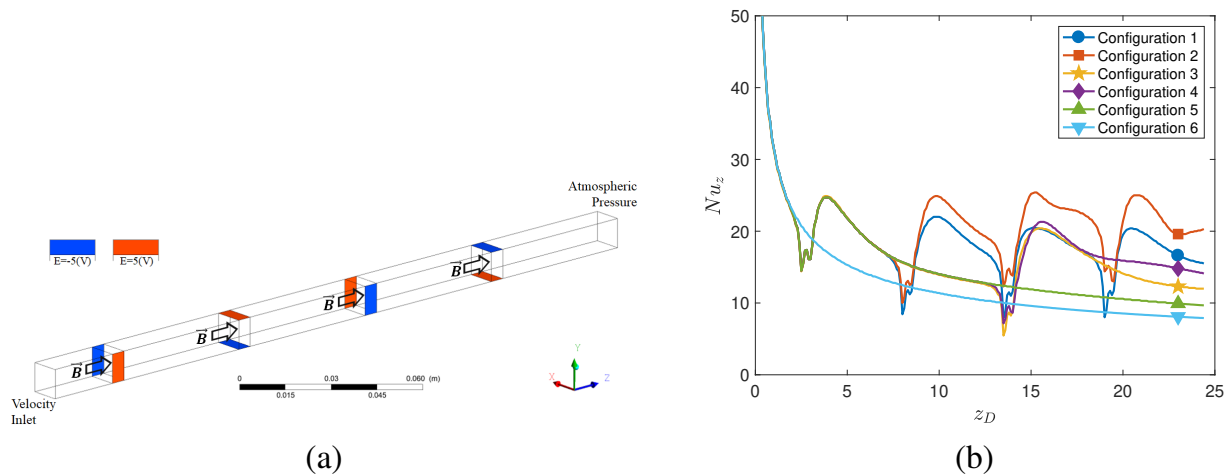 Atmospheric
Pressure
E=-5(V) E=5(V)
B
B
B
B
Velocity
Inlet
0 0.03 0.060 (m)
0.015 0.045
X Y Z
(a)
50
40
30
20
10
0
0 5 10 15 20 25
Nu_z
z_D
Configuration 1
Configuration 2
Configuration 3
Configuration 4
Configuration 5
Configuration 6
(b)